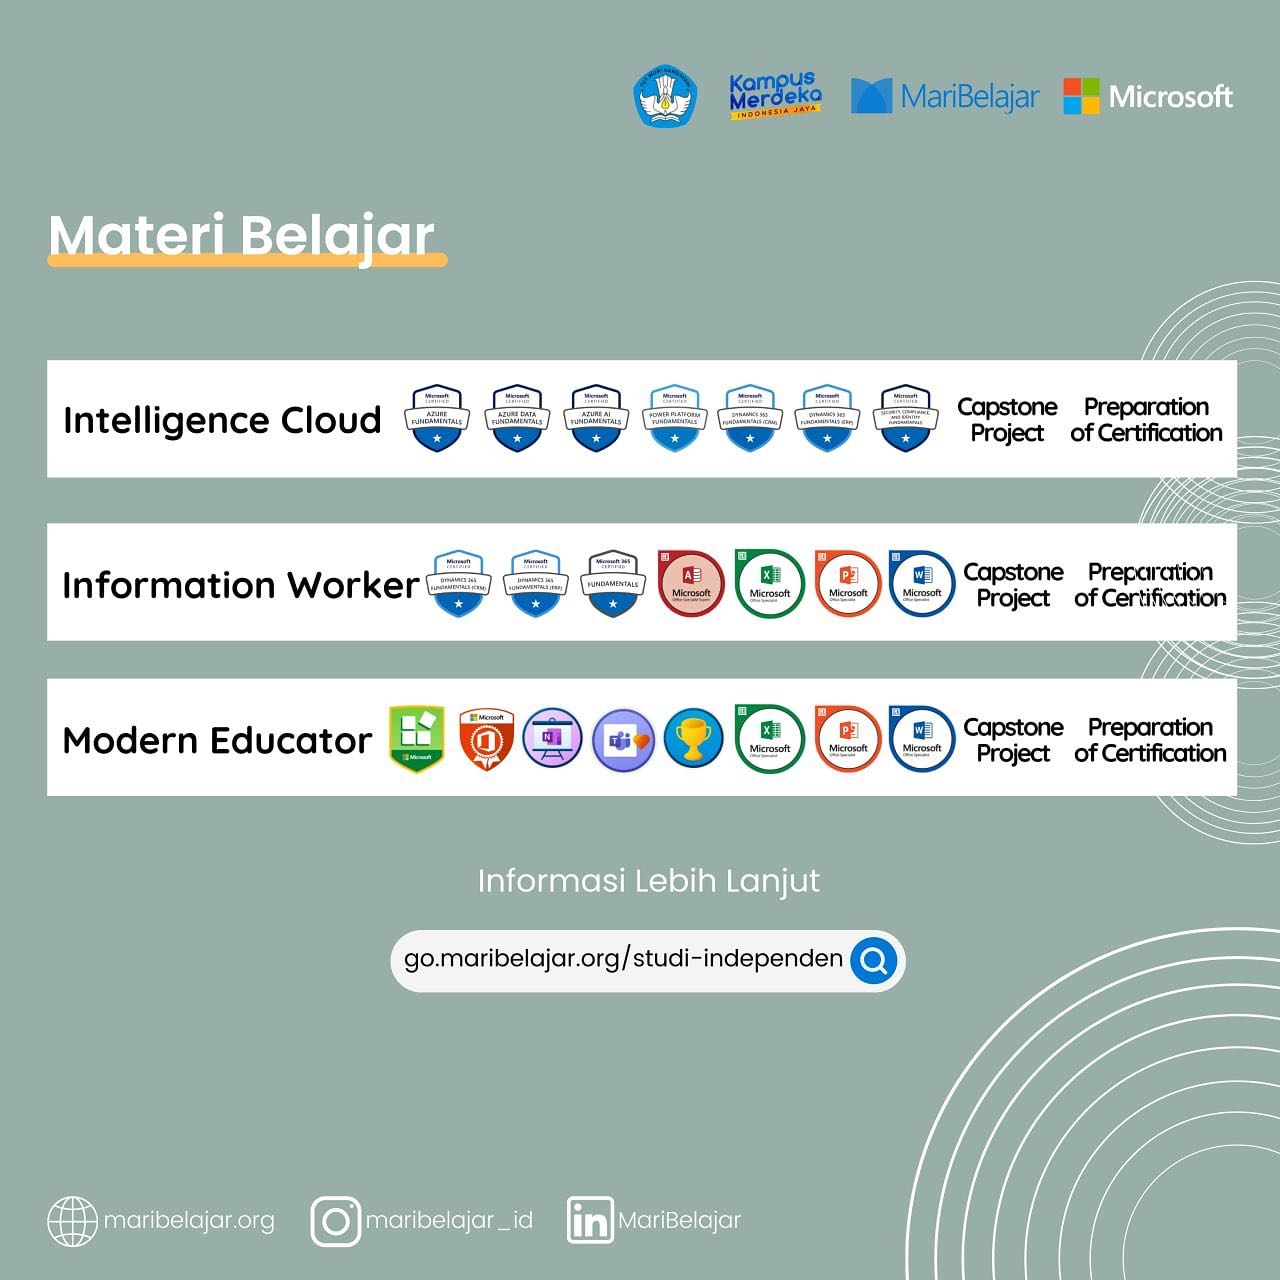 TUT WURI HANDAYANI
Kampus
Merdeka
INDONESIA JAYA
MariBelajar
Microsoft
Materi Belajar
Intelligence Cloud
Microsoft
CERTIFIED
AZURE
FUNDAMENTALS
Microsoft
CERTIFIED
AZURE DATA
FUNDAMENTALS
Microsoft
CERTIFIED
AZURE AI
FUNDAMENTALS
Microsoft
CERTIFIED
POWER PLATFORM
FUNDAMENTALS
Microsoft
CERTIFIED
DYNAMICS 365
FUNDAMENTALS (CRM)
Microsoft
CERTIFIED
DYNAMICS 365
FUNDAMENTALS (ERP)
Microsoft
CERTIFIED
SECURITY, COMPLIANCE,
AND IDENTITY
FUNDAMENTALS
Capstone
Project
Preparation
of Certification
Information Worker
Microsoft
CERTIFIED
DYNAMICS 365
FUNDAMENTALS (CRM)
Microsoft
CERTIFIED
DYNAMICS 365
FUNDAMENTALS (ERP)
Microsoft 365
CERTIFIED
FUNDAMENTALS
A
Microsoft
Office Specialist Expert
X
Microsoft
Office Specialist
P
Microsoft
Office Specialist
W
Microsoft
Office Specialist
Capstone
Project
Preparation
of Certification
Modern Educator
Microsoft
Microsoft
N
T
X
Microsoft
Office Specialist
P
Microsoft
Office Specialist
W
Microsoft
Office Specialist
Capstone
Project
Preparation
of Certification
Informasi Lebih Lanjut
go.maribelajar.org/studi-independen
maribelajar.org
maribelajar_id
in
MariBelajar